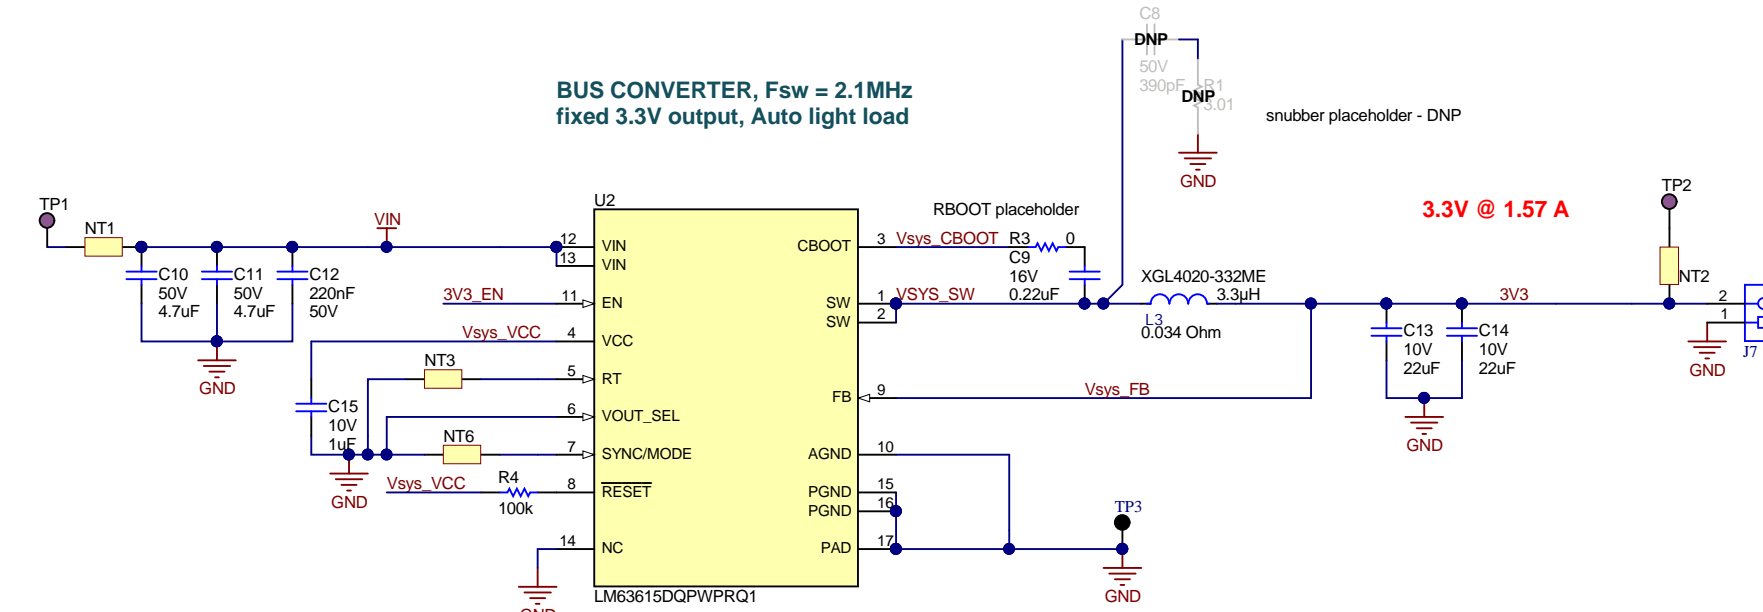 C8
DNP
50V
390pF
R1
DNP
3.01
snubber placeholder - DNP
GND
BUS CONVERTER, Fsw = 2.1MHz
fixed 3.3V output, Auto light load
TP1
NT1
VIN
C10
50V
4.7uF
C11
50V
4.7uF
C12
220nF
50V
GND
3V3_EN
Vsys_VCC
NT3
C15
10V
1uF
NT6
GND
Vsys_VCC
R4
100k
GND
U2
12 VIN
13 VIN
11 EN
4 VCC
5 RT
6 VOUT_SEL
7 SYNC/MODE
8 RESET
14 NC
CBOOT 3
SW 1
SW 2
FB 9
AGND 10
PGND 15
PGND 16
PAD 17
LM63615DQPWPRQ1
RBOOT placeholder
Vsys_CBOOT
R3 0
C9
16V
0.22uF
VSYS_SW
XGL4020-332ME
3.3µH
L3
0.034 Ohm
Vsys_FB
TP3
GND
3.3V @ 1.57 A
C13
10V
22uF
C14
10V
22uF
GND
3V3
TP2
NT2
2
1
GND
J7